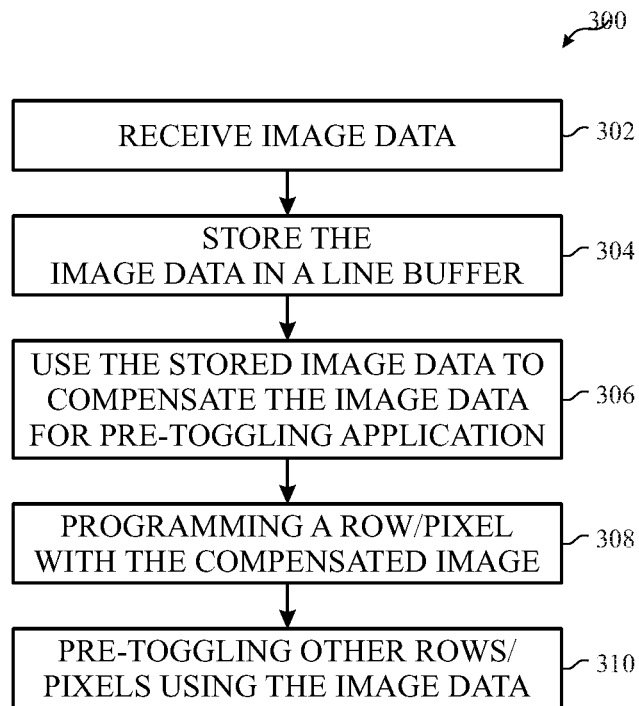 300
RECEIVE IMAGE DATA
302
STORE THE
IMAGE DATA IN A LINE BUFFER
304
USE THE STORED IMAGE DATA TO
COMPENSATE THE IMAGE DATA
FOR PRE-TOGGLING APPLICATION
306
PROGRAMMING A ROW/PIXEL
WITH THE COMPENSATED IMAGE
308
PRE-TOGGLING OTHER ROWS/
PIXELS USING THE IMAGE DATA
310